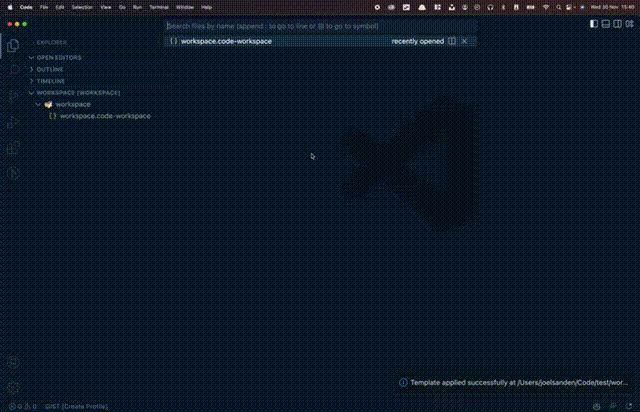 Code File Edit Selection View Go Run Terminal Window Help
Wed 30 Nov 15:40
Search files by name (append : to go to line or @ to go to symbol)
{} workspace.code-workspace recently opened
EXPLORER
OPEN EDITORS
OUTLINE
TIMELINE
WORKSPACE (WORKSPACE)
workspace
{} workspace.code-workspace
Template applied successfully at /Users/joelsanden/Code/test/wor...
0 0 GIST [Create Profile]